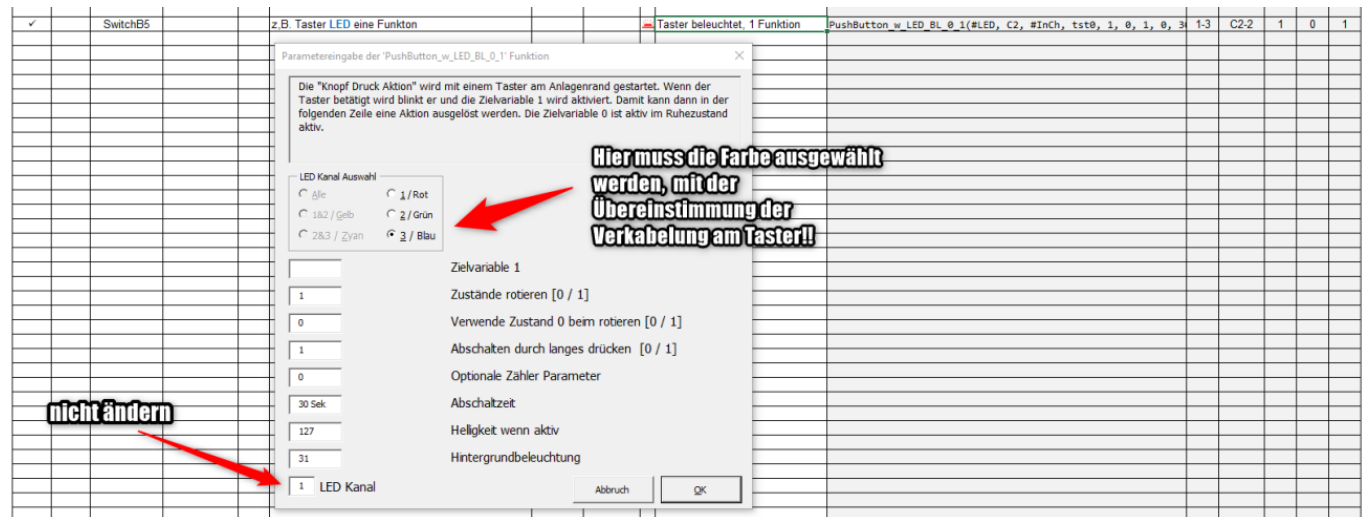 ✓ SwitchB5 z,B. Taster LED eine Funkton Taster beleuchtet, 1 Funktion PushButton_w_LED_BL_0_1(#LED, C2, #InCh, tst0, 1, 0, 1, 0, 1-3 C2-2 1 0 1
Parametereingabe der 'PushButton_w_LED_BL_0_1' Funktion
Die "Knopf Druck Aktion" wird mit einem Taster am Anlagenrand gestartet. Wenn der
Taster betätigt wird blinkt er und die Zielvariable 1 wird aktiviert. Damit kann dann in der
folgenden Zeile eine Aktion ausgelöst werden. Die Zielvariable 0 ist aktiv im Ruhezustand
aktiv.
Hier muss die Farbe ausgewählt
werden, mit der
Übereinstimmung der
Verkabelung am Taster!!
LED Kanal Auswahl
Alle 1 / Rot
1&2 / Gelb 2 / Grün
2&3 / Zyan 3 / Blau
Zielvariable 1
1 Zustände rotieren [0 / 1]
0 Verwende Zustand 0 beim rotieren [0 / 1]
1 Abschalten durch langes drücken [0 / 1]
0 Optionale Zähler Parameter
30 Sek Abschaltzeit
nicht ändern
127 Helligkeit wenn aktiv
31 Hintergrundbeleuchtung
1 LED Kanal
Abbruch OK